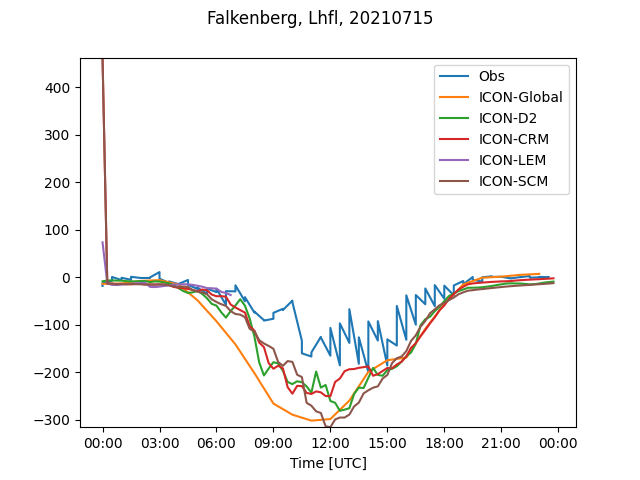 Falkenberg, Lhfl, 20210715
400
300
200
100
0
−100
−200
−300
Obs
ICON-Global
ICON-D2
ICON-CRM
ICON-LEM
ICON-SCM
00:00 03:00 06:00 09:00 12:00 15:00 18:00 21:00 00:00
Time [UTC]